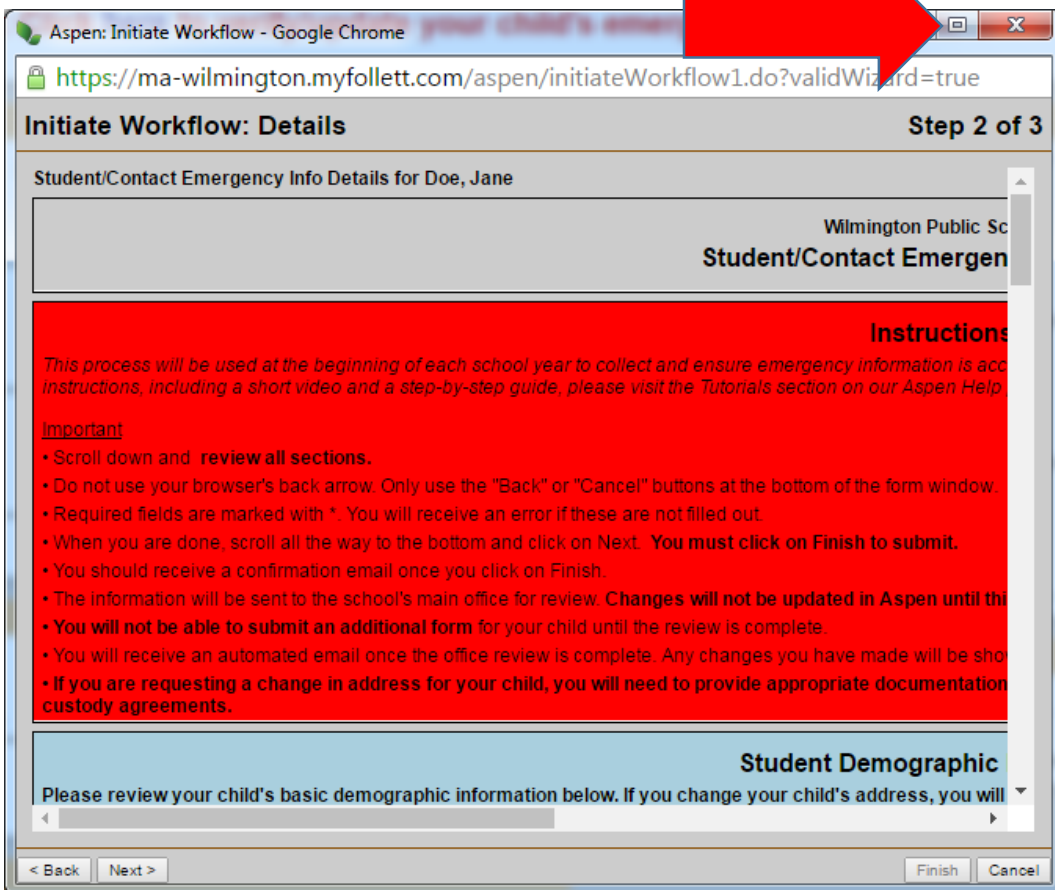 your child's emerg
Aspen: Initiate Workflow - Google Chrome
https://ma-wilmington.myfollett.com/aspen/initiateWorkflow1.do?validWizard=true
Initiate Workflow: Details Step 2 of 3
Student/Contact Emergency Info Details for Doe, Jane
Wilmington Public Sc
Student/Contact Emergen
Instructions
This process will be used at the beginning of each school year to collect and ensure emergency information is acc
instructions, including a short video and a step-by-step guide, please visit the Tutorials section on our Aspen Help
Important
• Scroll down and review all sections.
• Do not use your browser's back arrow. Only use the "Back" or "Cancel" buttons at the bottom of the form window.
• Required fields are marked with *. You will receive an error if these are not filled out.
• When you are done, scroll all the way to the bottom and click on Next. You must click on Finish to submit.
• You should receive a confirmation email once you click on Finish.
• The information will be sent to the school's main office for review. Changes will not be updated in Aspen until thi
• You will not be able to submit an additional form for your child until the review is complete.
• You will receive an automated email once the office review is complete. Any changes you have made will be sho
• If you are requesting a change in address for your child, you will need to provide appropriate documentation
custody agreements.
Student Demographic
Please review your child's basic demographic information below. If you change your child's address, you will
< Back Next > Finish Cancel